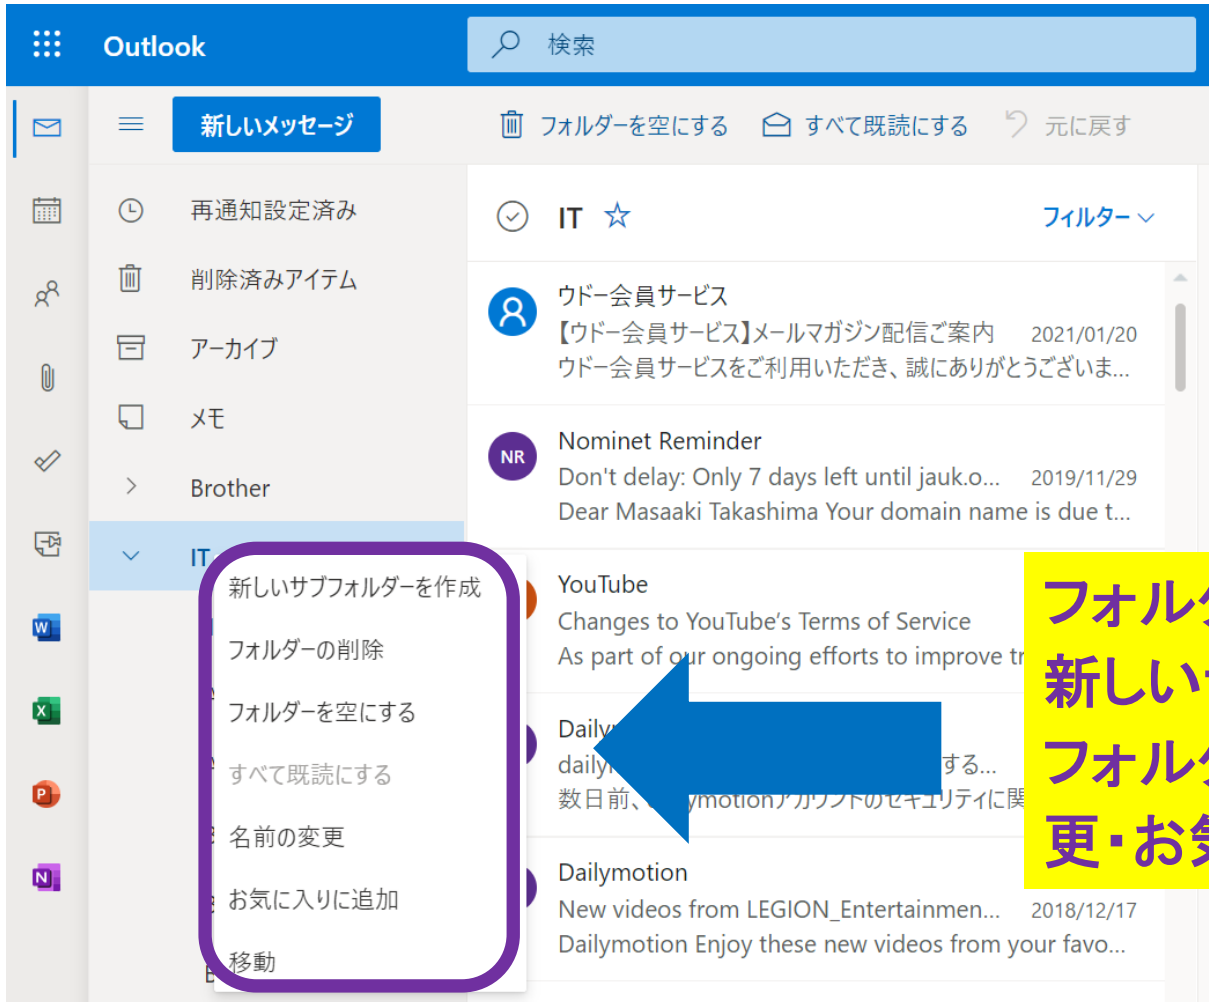 Outlook
検索
新しいメッセージ
フォルダーを空にする
すべて既読にする
元に戻す
再通知設定済み
削除済みアイテム
アーカイブ
メモ
Brother
IT
新しいサブフォルダーを作成
フォルダーの削除
フォルダーを空にする
すべて既読にする
名前の変更
お気に入りに追加
移動
IT
フィルター
ウドー会員サービス
【ウドー会員サービス】メールマガジン配信ご案内 2021/01/20
ウドー会員サービスをご利用いただき、誠にありがとうございま...
NR
Nominet Reminder
Don't delay: Only 7 days left until jauk.o... 2019/11/29
Dear Masaaki Takashima Your domain name is due t...
YouTube
Changes to YouTube's Terms of Service
As part of our ongoing efforts to improve
する...
数日前、 ymotionアカウントのセキュリティに関
Dailymotion
New videos from LEGION_Entertainmen... 2018/12/17
Dailymotion Enjoy these new videos from your favo...
フォル
新しい
フォル
更・お気
W
X
P
N